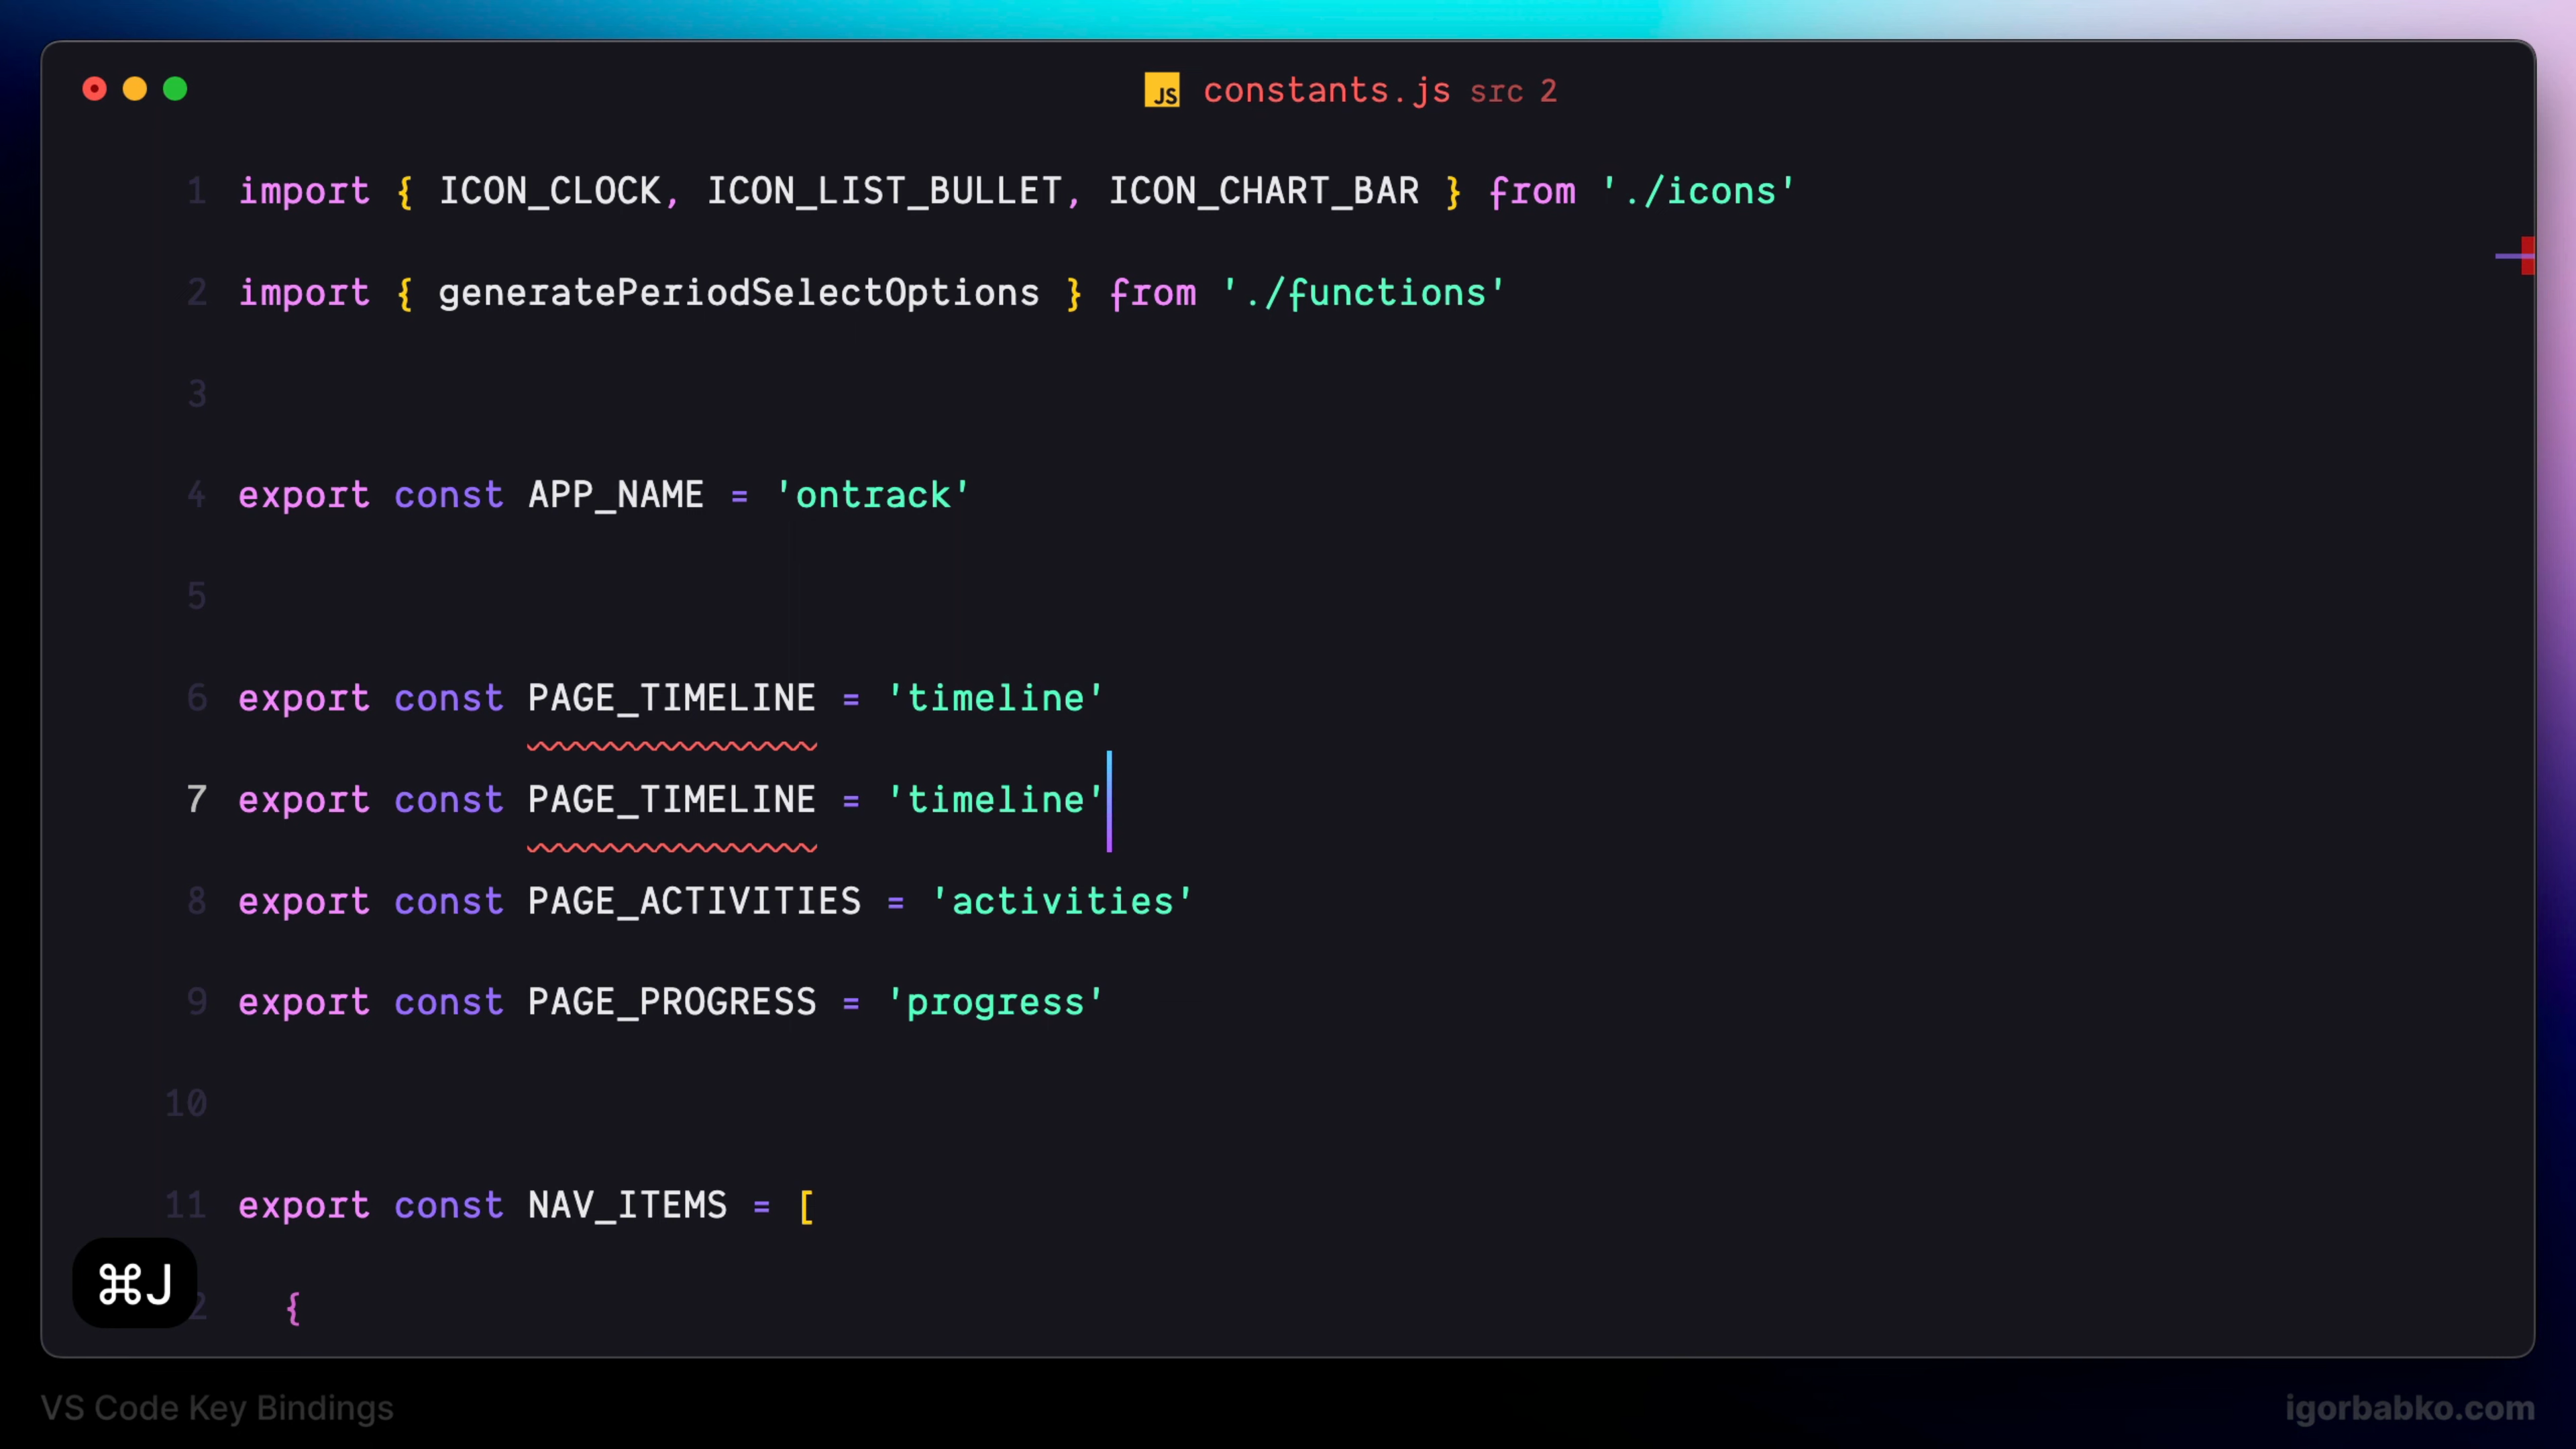 JS constants.js src 2
1 import { ICON_CLOCK, ICON_LIST_BULLET, ICON_CHART_BAR } from './icons'
2 import { generatePeriodSelectOptions } from './functions'
3
4 export const APP_NAME = 'ontrack'
5
6 export const PAGE_TIMELINE = 'timeline'
7 export const PAGE_TIMELINE = 'timeline'
8 export const PAGE_ACTIVITIES = 'activities'
9 export const PAGE_PROGRESS = 'progress'
10
11 export const NAV_ITEMS = [
2 {
⌘J
VS Code Key Bindings
igorbabko.com